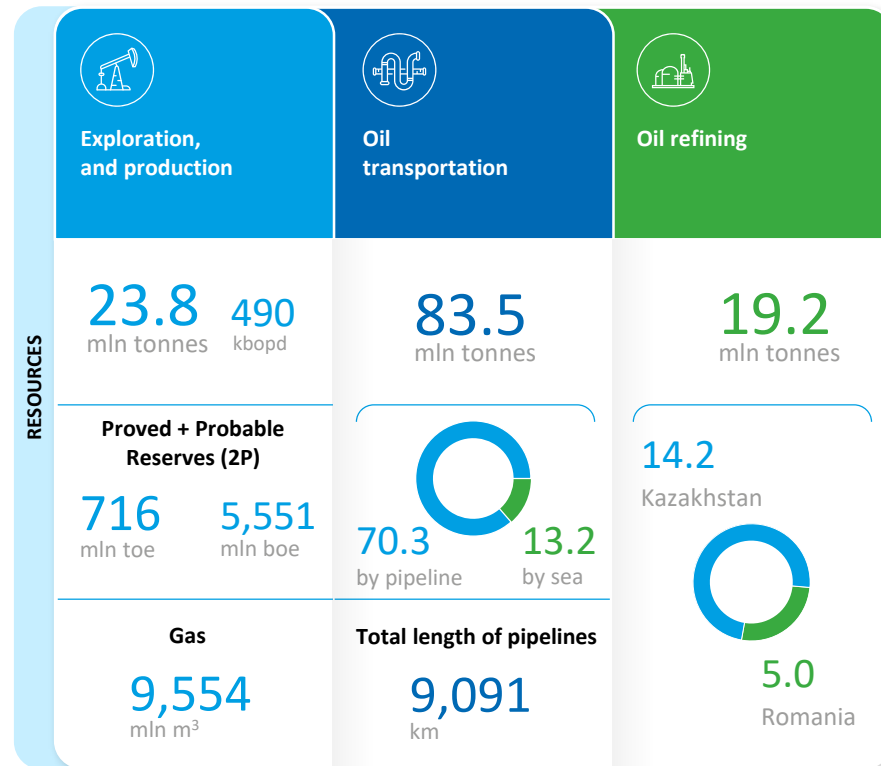 RESOURCES
Exploration,
and production
23.8
mln tonnes
490
kbopd
Proved + Probable
Reserves (2P)
716
mln toe
5,551
mln boe
Gas
9,554
mln m³
Oil
transportation
83.5
mln tonnes
70.3
by pipeline
13.2
by sea
Total length of pipelines
9,091
km
Oil refining
19.2
mln tonnes
14.2
Kazakhstan
5.0
Romania